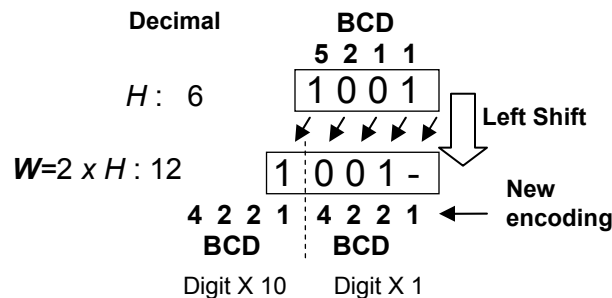 Decimal BCD
5 2 1 1
H : 6 1 0 0 1
Left Shift
W=2 x H : 12 1 0 0 1 -
4 2 2 1 4 2 2 1 New encoding
BCD BCD
Digit X 10 Digit X 1